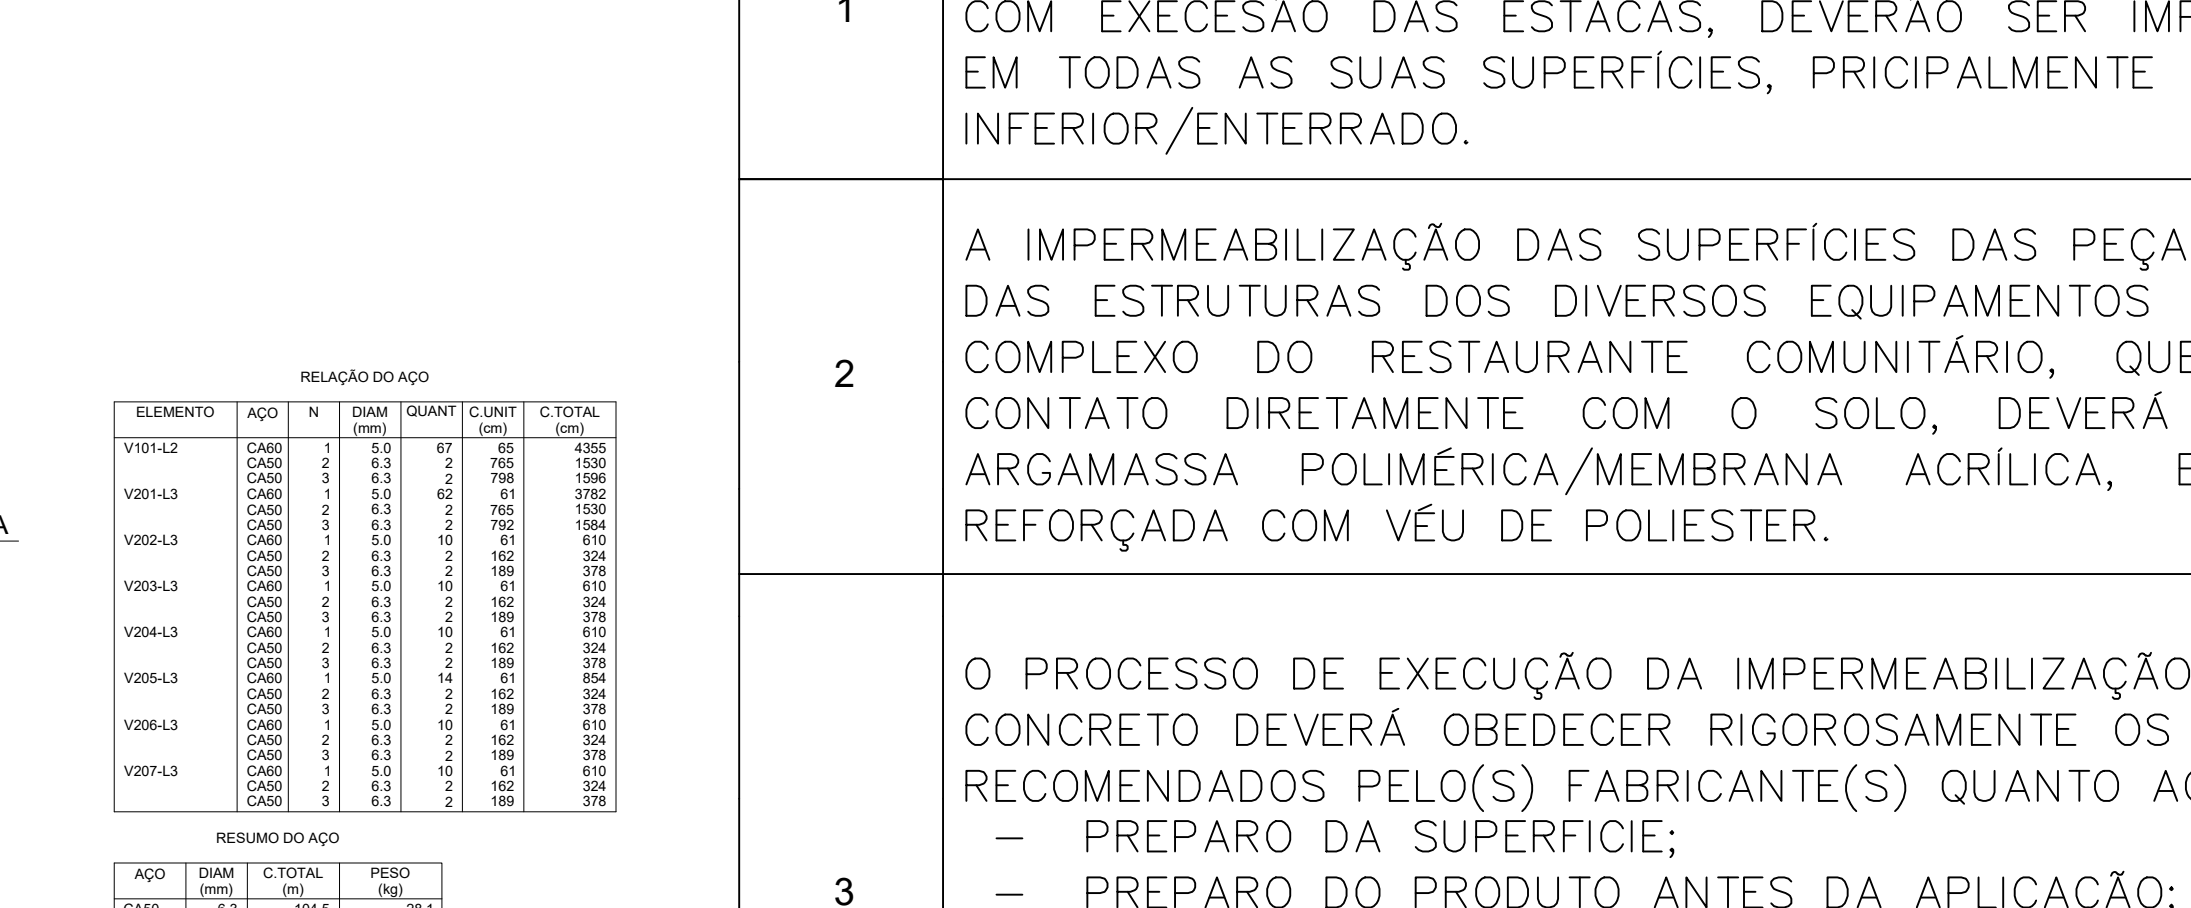 A
RELAÇÃO DO AÇO
ELEMENTO AÇO N DIAM (mm) QUANT C.UNIT (cm) C.TOTAL (cm)
V101-L2 CA60 1 5.0 67 65 4355
CA50 2 6.3 2 765 1530
CA50 3 6.3 2 798 1596
V201-L3 CA60 1 5.0 62 61 3782
CA50 2 6.3 2 765 1530
CA50 3 6.3 2 792 1584
V202-L3 CA60 1 5.0 10 61 610
CA50 2 6.3 2 162 324
CA50 3 6.3 2 189 378
V203-L3 CA60 1 5.0 10 61 610
CA50 2 6.3 2 162 324
CA50 3 6.3 2 189 378
V204-L3 CA60 1 5.0 10 61 610
CA50 2 6.3 2 162 324
CA50 3 6.3 2 189 378
V205-L3 CA60 1 5.0 14 61 854
CA50 2 6.3 2 162 324
CA50 3 6.3 2 189 378
V206-L3 CA60 1 5.0 10 61 610
CA50 2 6.3 2 162 324
CA50 3 6.3 2 189 378
V207-L3 CA60 1 5.0 10 61 610
CA50 2 6.3 2 162 324
CA50 3 6.3 2 189 378
RESUMO DO AÇO
AÇO DIAM (mm) C.TOTAL (m) PESO (kg)
CA50 6.3 104.5 28.1
1
COM EXECESÃO DAS ESTACAS, DEVERÃO SER
EM TODAS AS SUAS SUPERFÍCIES, PRICIPALMENTE
INFERIOR/ENTERRADO.
2
A IMPERMEABILIZAÇÃO DAS SUPERFÍCIES DAS PEÇA
DAS ESTRUTURAS DOS DIVERSOS EQUIPAMENTOS
COMPLEXO DO RESTAURANTE COMUNITÁRIO, QUE
CONTATO DIRETAMENTE COM O SOLO, DEVERÁ
ARGAMASSA POLIMÉRICA/MEMBRANA ACRÍLICA,
REFORÇADA COM VÉU DE POLIESTER.
3
O PROCESSO DE EXECUÇÃO DA IMPERMEABILIZAÇÃO
CONCRETO DEVERÁ OBEDECER RIGOROSAMENTE OS
RECOMENDADOS PELO(S) FABRICANTE(S) QUANTO
– PREPARO DA SUPERFICIE;
– PREPARO DO PRODUTO ANTES DA APLICAÇÃO;